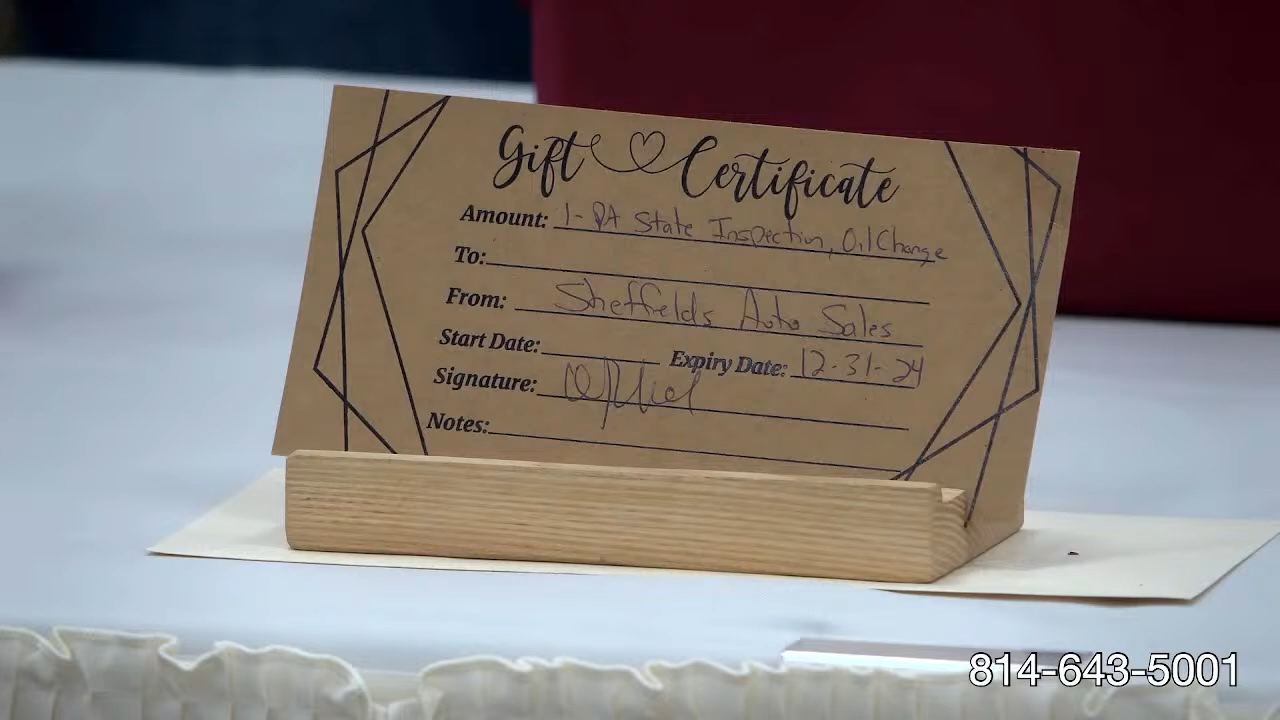 Gift Certificate
Amount: 1- PA State Inspection, Oil Change
To:
From: Sheffields Auto Sales
Start Date: Expiry Date: 12-31-24
Signature:
Notes:
814-643-5001